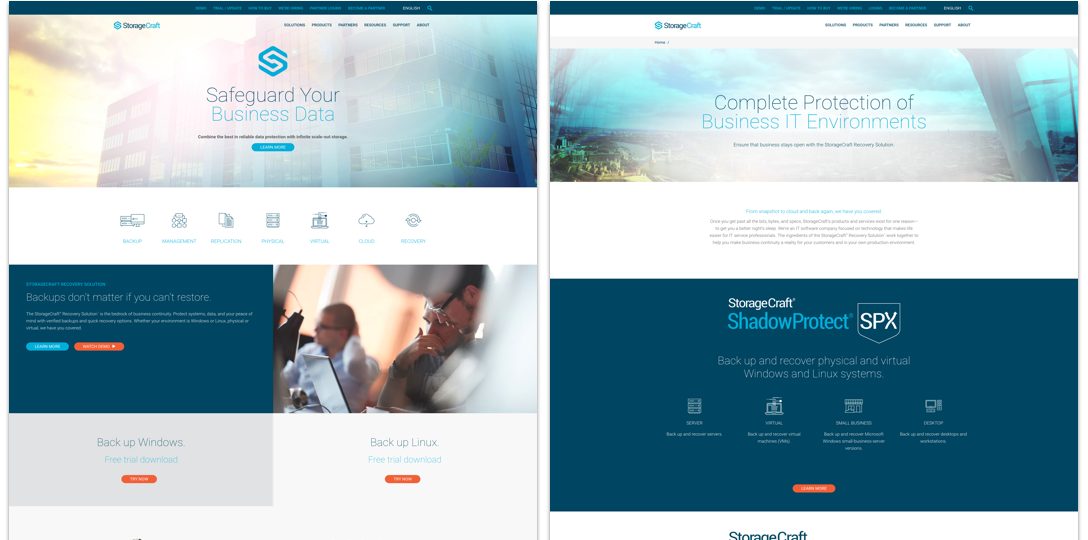 DEMO TRIAL / UPDATE HOW TO BUY WE'RE HIRING PARTNER LOGINS BECOME A PARTNER ENGLISH
StorageCraft
SOLUTIONS PRODUCTS PARTNERS RESOURCES SUPPORT ABOUT
Safeguard Your
Business Data
Combine the best in reliable data protection with infinite scale-out storage.
LEARN MORE
BACKUP MANAGEMENT REPLICATION PHYSICAL VIRTUAL CLOUD RECOVERY
STORAGECRAFT RECOVERY SOLUTION
Backups don't matter if you can't restore.
The StorageCraft® Recovery Solution™ is the bedrock of business continuity. Protect systems, data, and your peace
of mind with verified backups and quick recovery options. Whether your environment is Windows or Linux, physical or
virtual, we have you covered.
LEARN MORE WATCH DEMO
Back up Windows.
Free trial download
TRY NOW
Back up Linux.
Free trial download
TRY NOW
DEMO TRIAL / UPDATE HOW TO BUY WE'RE HIRING LOGINS BECOME A PARTNER ENGLISH
StorageCraft
SOLUTIONS PRODUCTS PARTNERS RESOURCES SUPPORT ABOUT
Home /
Complete Protection of
Business IT Environments
Ensure that business stays open with the StorageCraft Recovery Solution.
From snapshot to cloud and back again, we have you covered.
Once you get past all the bits, bytes, and specs, StorageCraft's products and services exist for one reason—
to get you a better night's sleep. We're an IT software company focused on technology that makes life
easier for IT service professionals. The ingredients of the StorageCraft® Recovery Solution™ work together to
help you make business continuity a reality for your customers and in your own production environment.
StorageCraft®
ShadowProtect® SPX
Back up and recover physical and virtual
Windows and Linux systems.
SERVER VIRTUAL SMALL BUSINESS DESKTOP
Back up and recover servers
Back up and recover virtual
machines (VMs).
Back up and recover Microsoft
Windows small-business server
versions.
Back up and recover desktops and
workstations.
LEARN MORE
StorageCraft